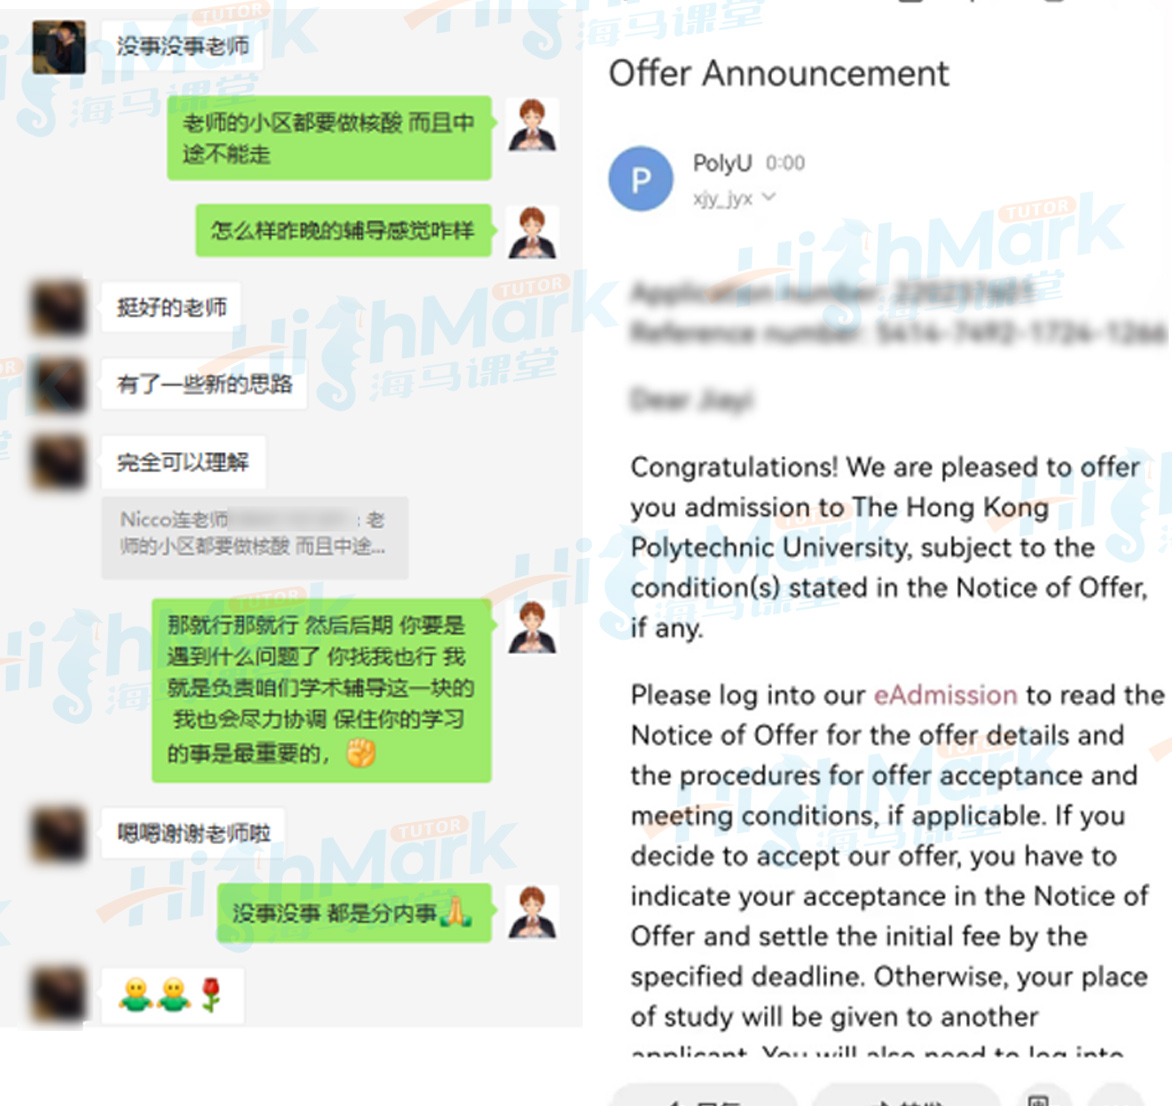 没事没事老师
老师的小区都要做核酸 而且中
途不能走
怎么样昨晚的辅导感觉咋样
挺好的老师
有了一些新的思路
完全可以理解
Nicco连老师 : 老
师的小区都要做核酸 而且中途...
那就行那就行 然后后期 你要是
遇到什么问题了 你找我也行 我
就是负责咱们学术辅导这一块的
我也会尽力协调 保住你的学习
的事是最重要的，
嗯嗯谢谢老师啦
没事没事 都是分内事
Offer Announcement
P
PolyU 0:00
xjy_jyx
Dear Jiayi
Congratulations! We are pleased to offer
you admission to The Hong Kong
Polytechnic University, subject to the
condition(s) stated in the Notice of Offer,
if any.
Please log into our eAdmission to read the
Notice of Offer for the offer details and
the procedures for offer acceptance and
meeting conditions, if applicable. If you
decide to accept our offer, you have to
indicate your acceptance in the Notice of
Offer and settle the initial fee by the
specified deadline. Otherwise, your place
of study will be given to another
applicant. You will also need to log into
HighMark
TUTOR
海马课堂